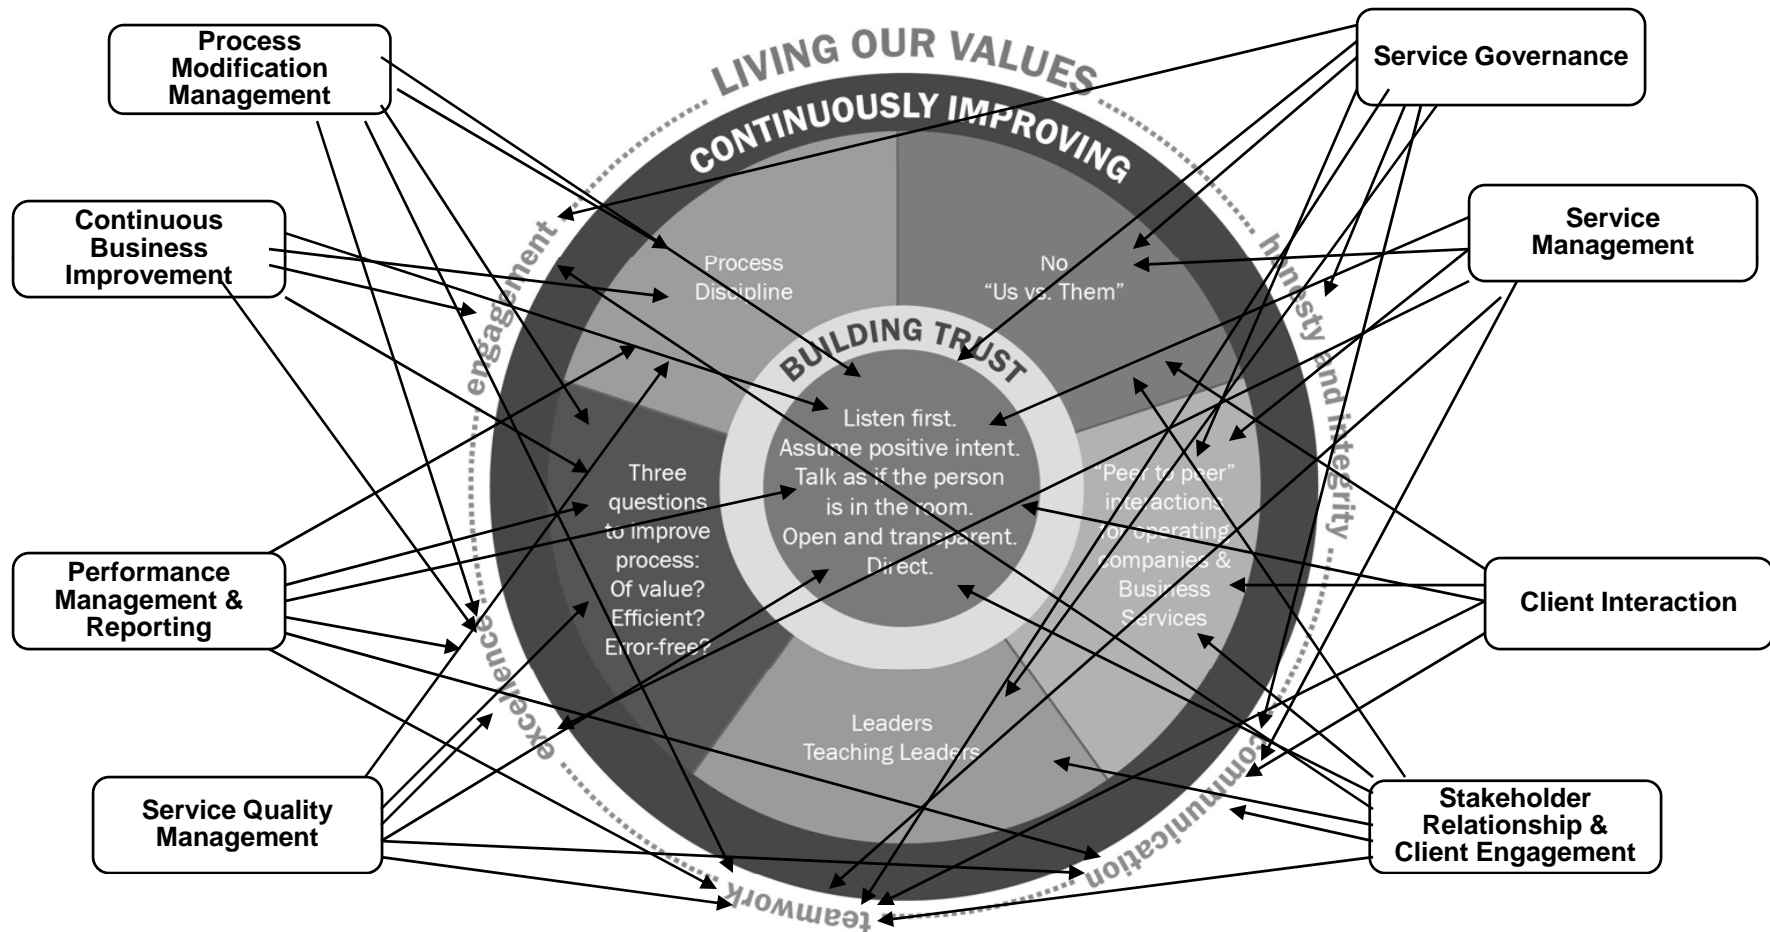 Process
Modification
Management
Service Governance
LIVING OUR VALUES
CONTINUOUSLY IMPROVING
Continuous
Business
Improvement
Service
Management
engagement
honesty and integrity
Process
Discipline
No
“Us vs. Them”
BUILDING TRUST
Listen first.
Assume positive intent.
Talk as if the person
is in the room.
Open and transparent.
Direct.
Three
questions
to improve
process:
Of value?
Efficient?
Error-free?
“Peer to peer”
interactions
for operating
companies &
Business
Services
Performance
Management &
Reporting
Client Interaction
excellence
Leaders
Teaching Leaders
communication
teamwork
Service Quality
Management
Stakeholder
Relationship &
Client Engagement